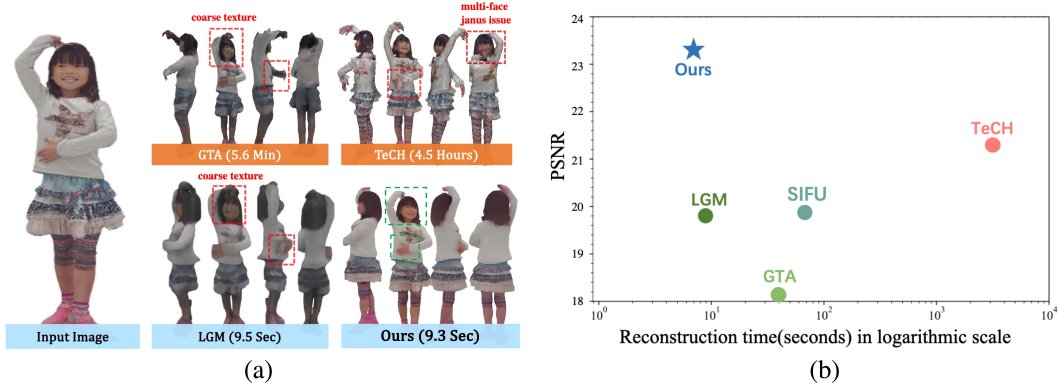 coarse texture
multi-face
janus issue
GTA (5.6 Min)
TeCH (4.5 Hours)
coarse texture
Input Image
LGM (9.5 Sec)
Ours (9.3 Sec)
(a)
24
23
22
21
20
19
18
PSNR
Ours
TeCH
LGM
SIFU
GTA
10⁰
10¹
10²
10³
10⁴
Reconstruction time(seconds) in logarithmic scale
(b)